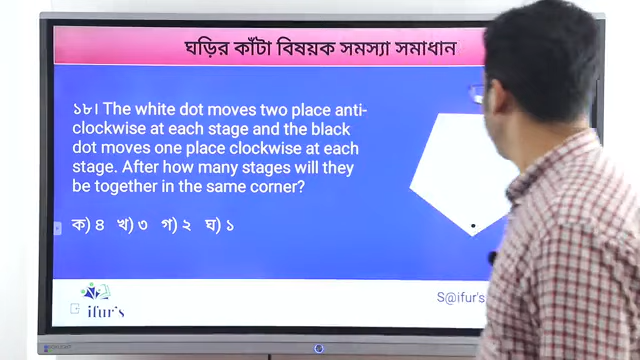 ঘড়ির কাঁটা বিষয়ক সমস্যা সমাধান
১৮। The white dot moves two place anti-
clockwise at each stage and the black
dot moves one place clockwise at each
stage. After how many stages will they
be together in the same corner?
ক) ৪ খ) ৩ গ) ২ ঘ) ১
ifur's
S@ifur's